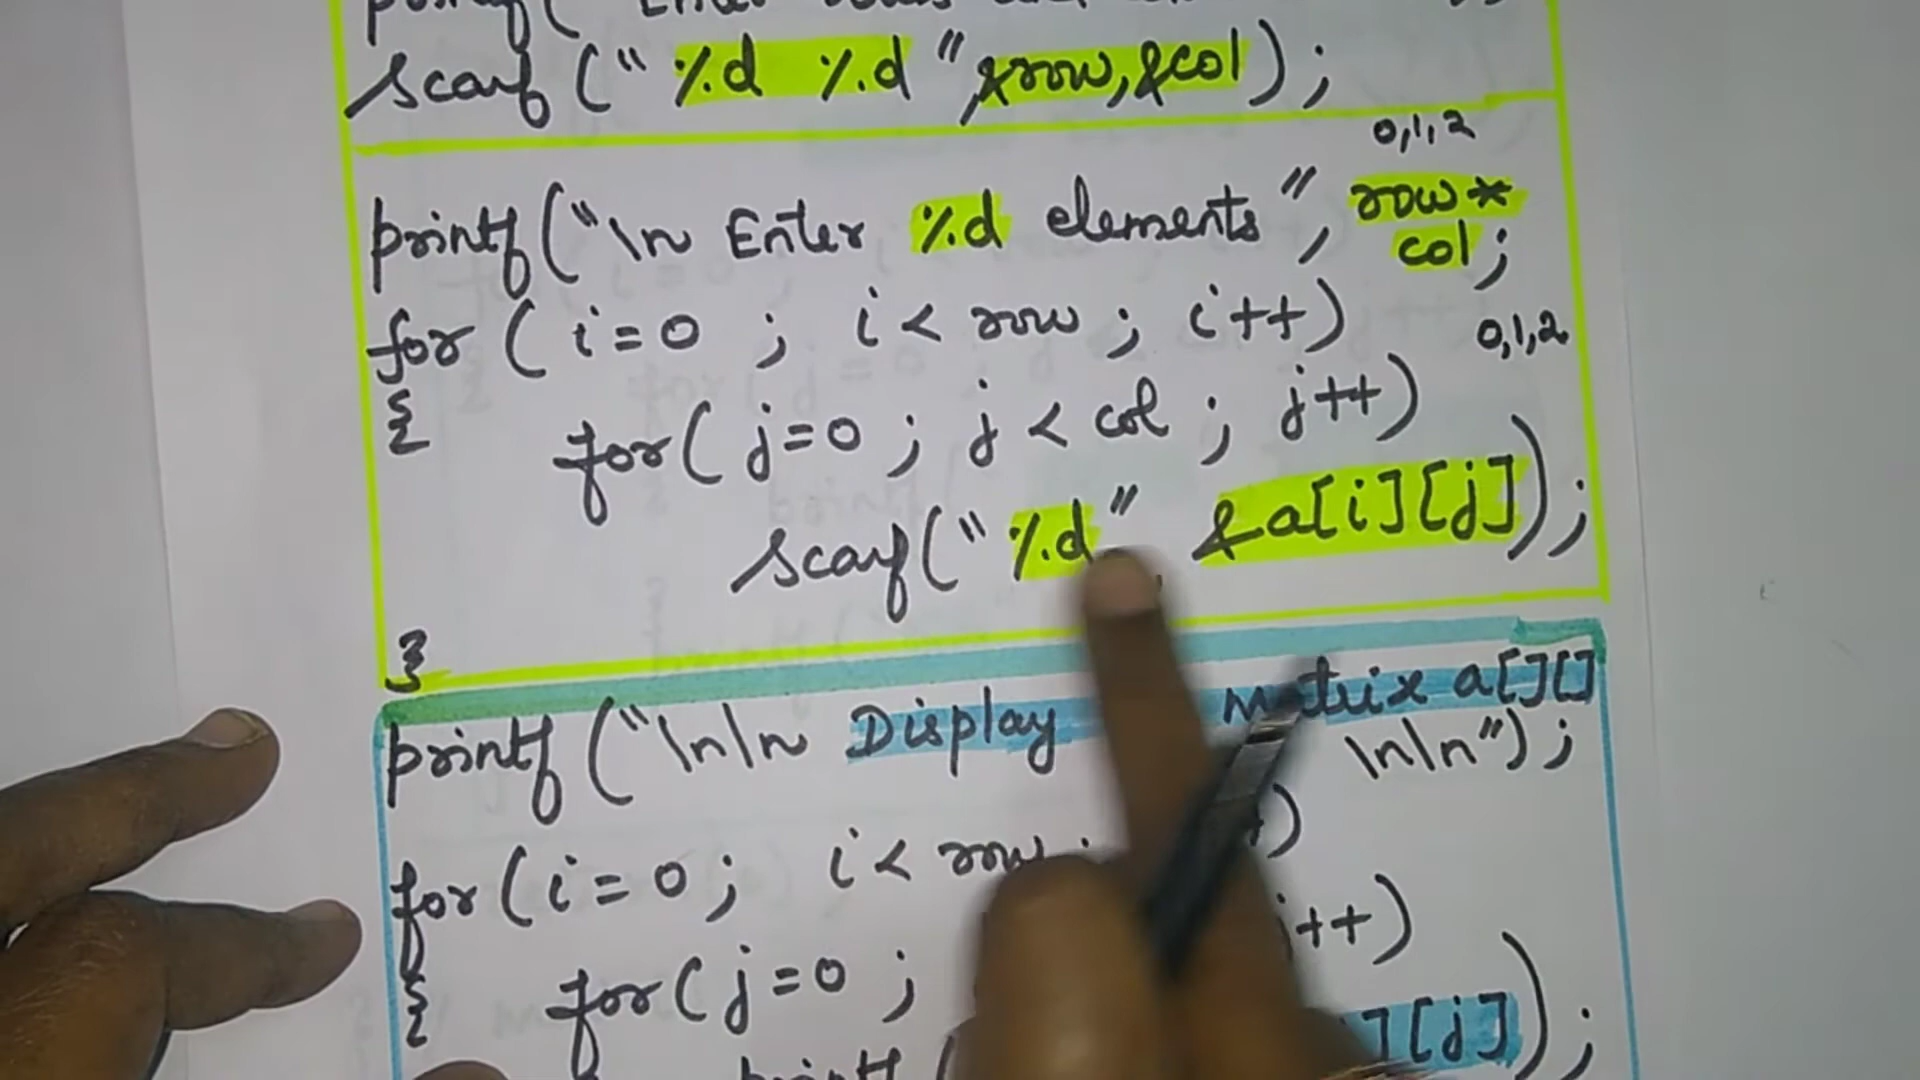 scanf ("%d %d", &row, &col);
0,1,2
printf("\n Enter %d elements", row*
col;
for ( i=0 ; i < row ; i++)
0,1,2
{ for( j=0 ; j < col ; j++)
scanf("%d", &a[i][j]);
}
printf ("\n\n Display matrix a[][]
\n\n");
for ( i=0; i < row )
{ for( j=0 ; j++)
][j]);